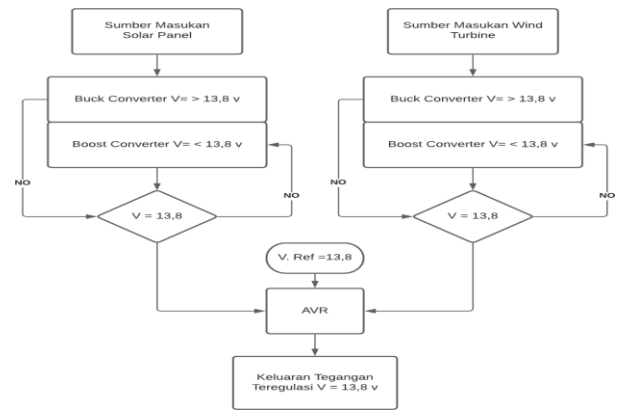 Sumber Masukan
Solar Panel
Buck Converter V= > 13,8 v
Boost Converter V= < 13,8 v
NO
NO
V = 13,8
Sumber Masukan Wind
Turbine
Buck Converter V= > 13,8 v
Boost Converter V= < 13,8 v
NO
NO
V = 13,8
V. Ref =13,8
AVR
Keluaran Tegangan
Teregulasi V = 13,8 v